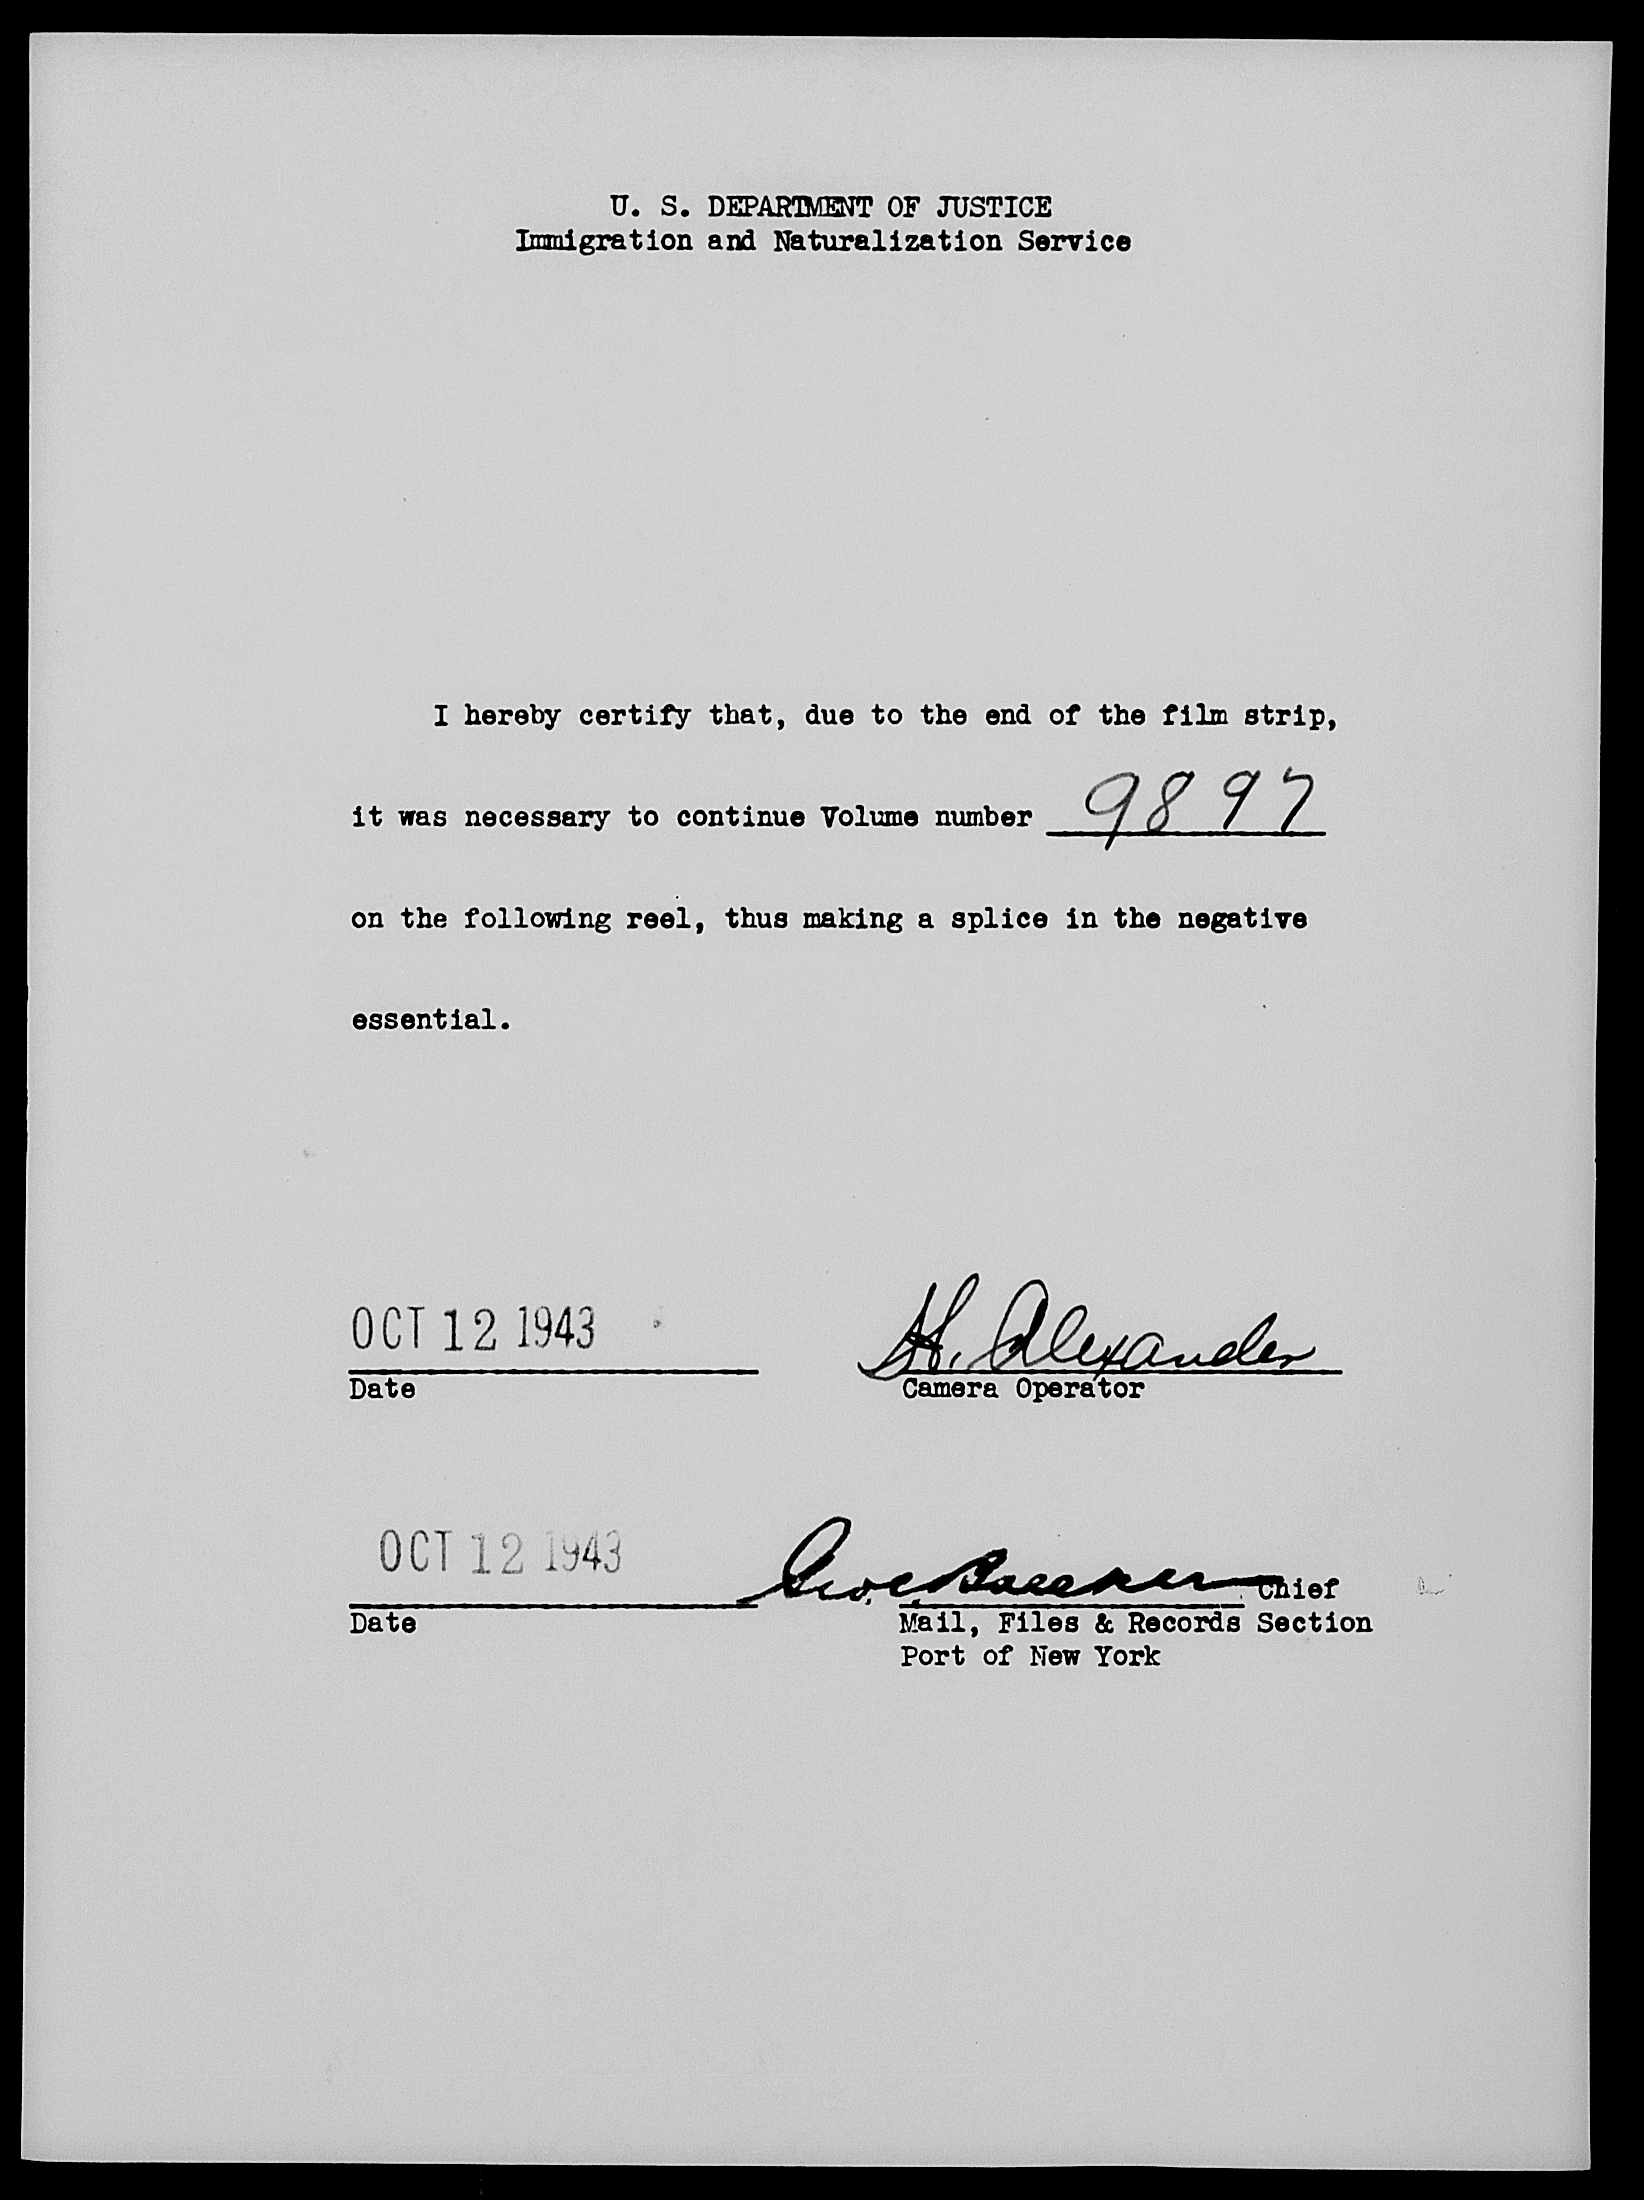 U. S. DEPARTMENT OF JUSTICE
Immigration and Naturalization Service
I hereby certify that, due to the end of the film strip,
it was necessary to continue Volume number 9897
on the following reel, thus making a splice in the negative
essential.
OCT 12 1943 H. Alexander
Date Camera Operator
OCT 12 1943 Chief
Date Mail, Files & Records Section
Port of New York